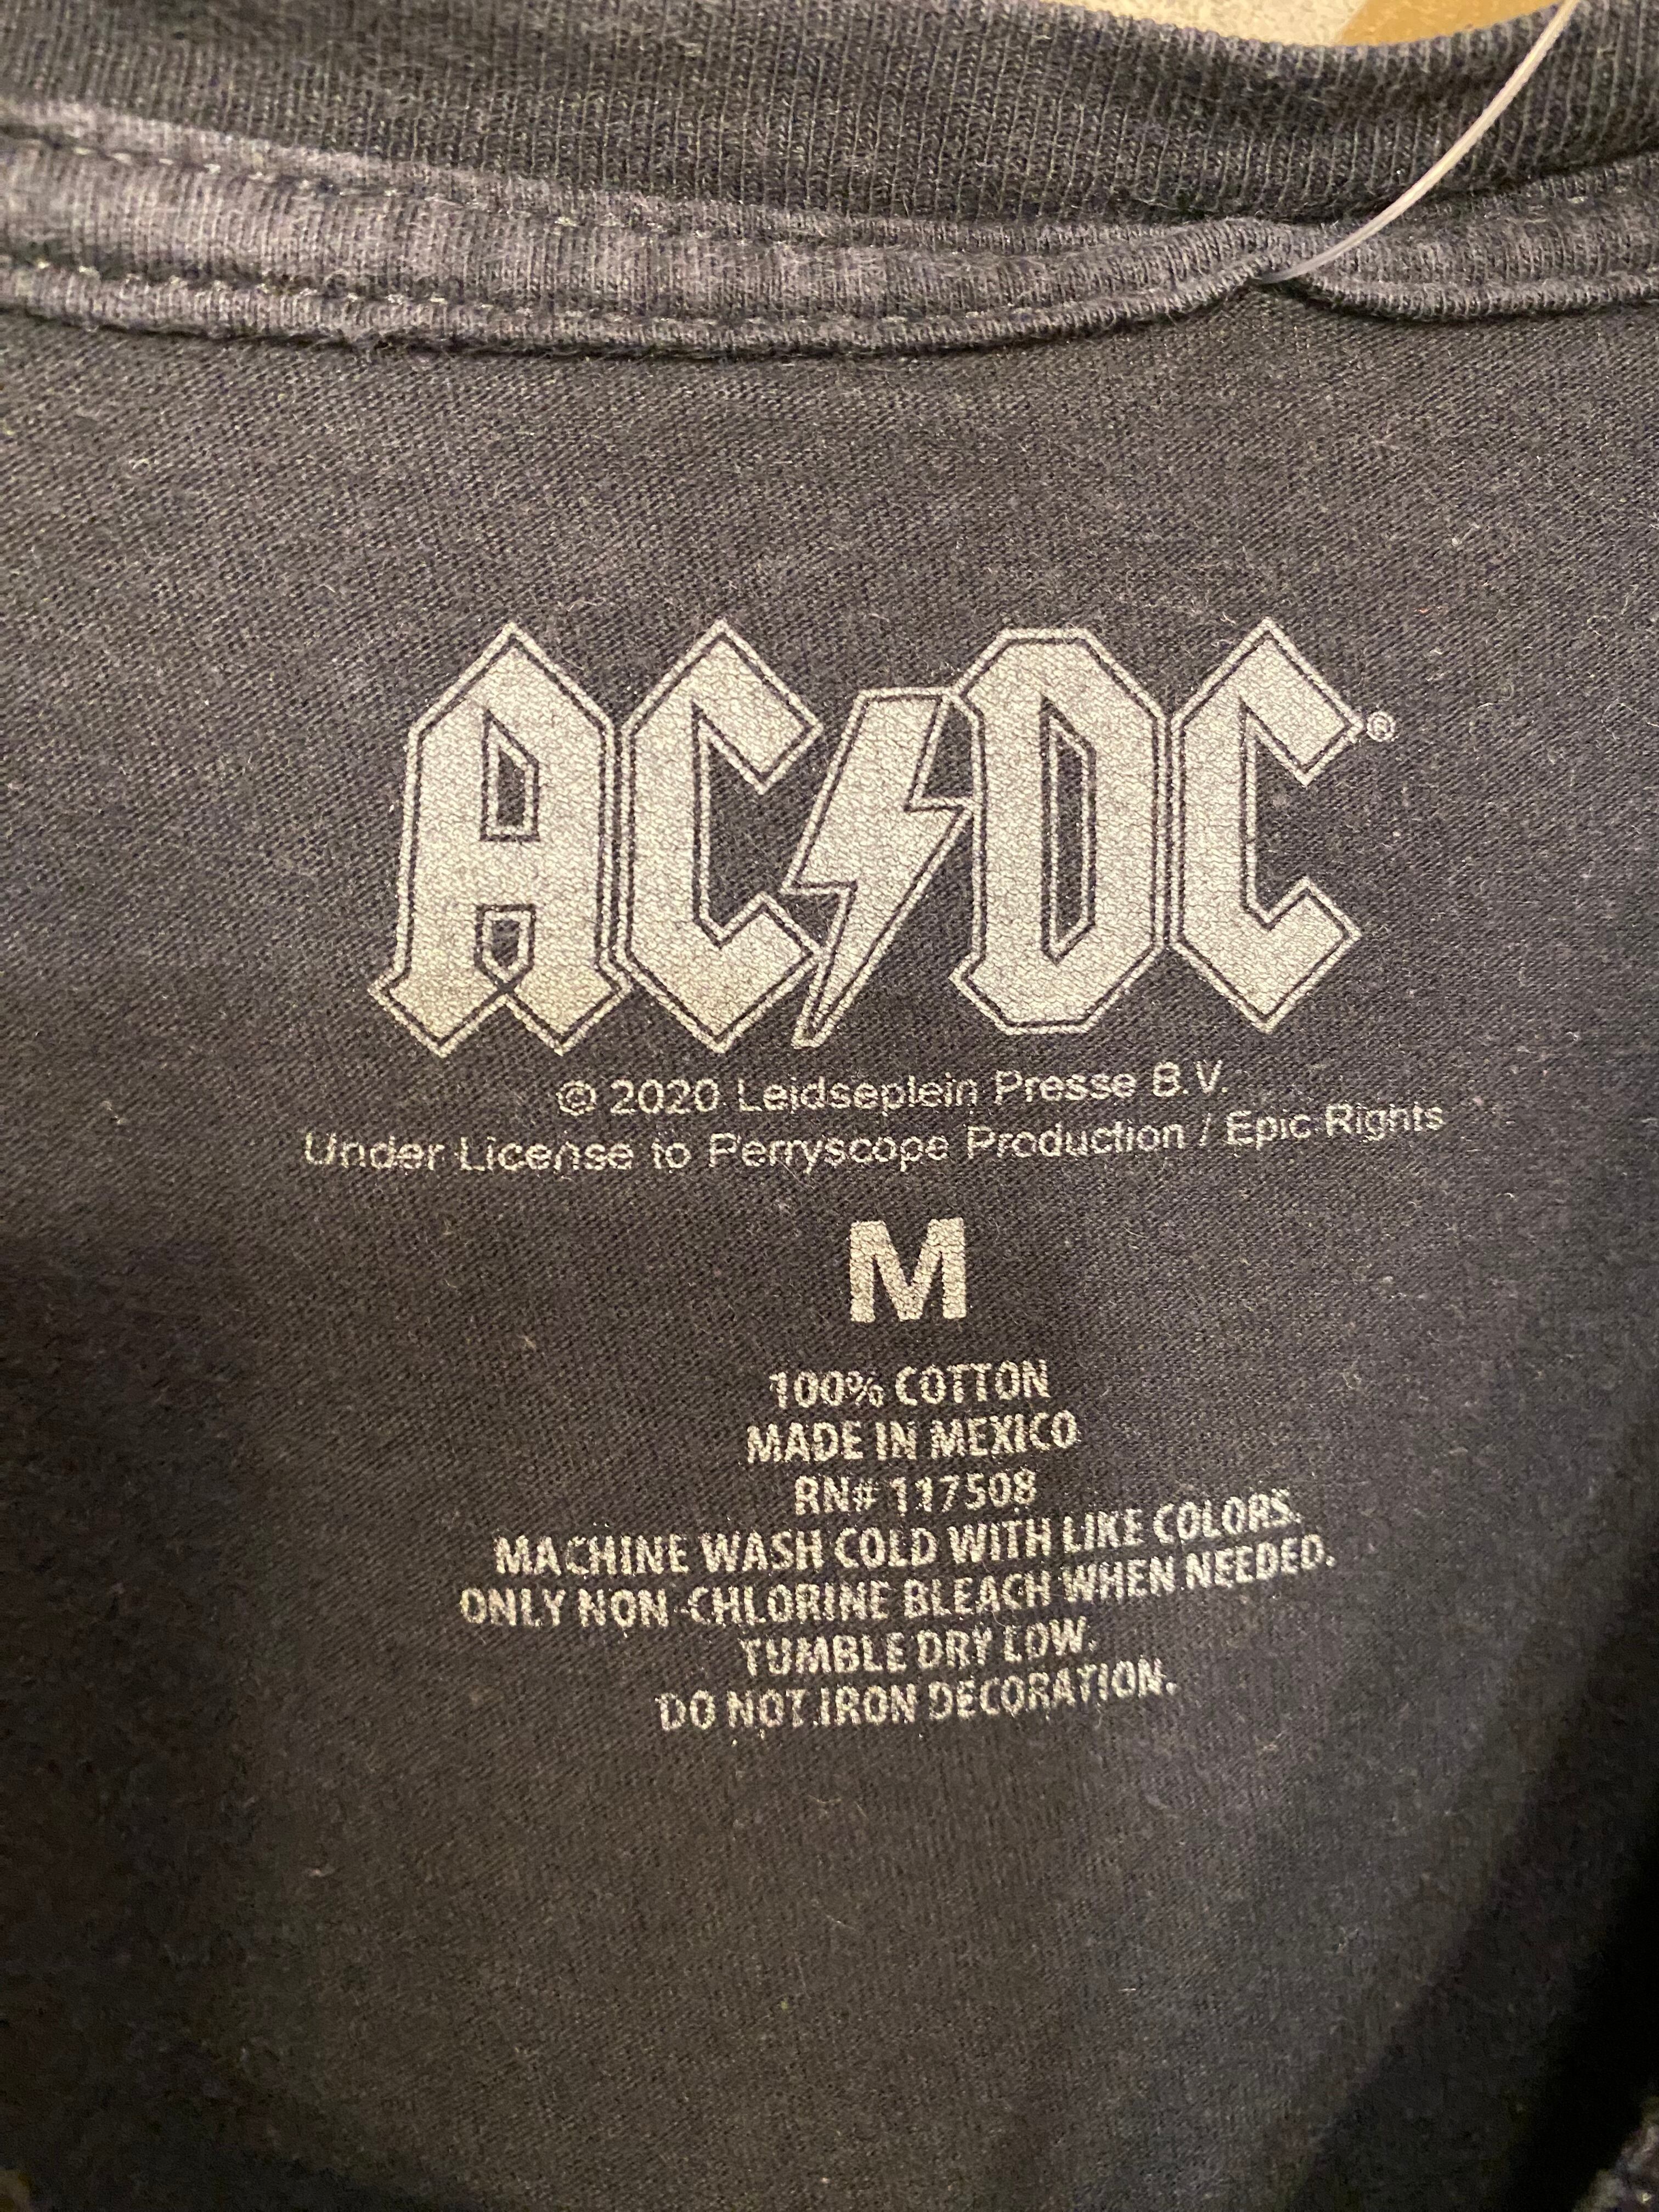 AC⚡DC®
© 2020 Leidseplein Presse B.V.
Under License to Perryscope Production / Epic Rights
M
100% COTTON
MADE IN MEXICO
RN# 117508
MACHINE WASH COLD WITH LIKE COLORS.
ONLY NON-CHLORINE BLEACH WHEN NEEDED.
TUMBLE DRY LOW.
DO NOT IRON DECORATION.